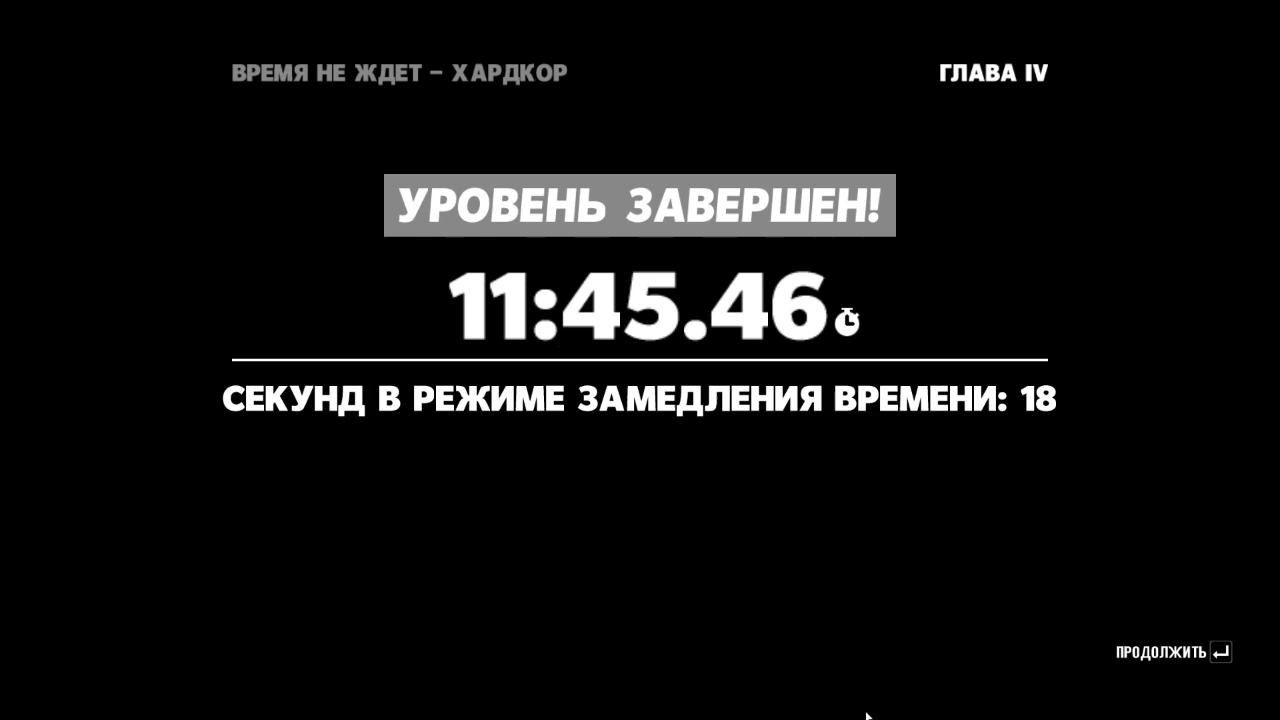 ВРЕМЯ НЕ ЖДЕТ – ХАРДКОР
ГЛАВА IV
УРОВЕНЬ ЗАВЕРШЕН!
11:45.46
СЕКУНД В РЕЖИМЕ ЗАМЕДЛЕНИЯ ВРЕМЕНИ: 18
ПРОДОЛЖИТЬ